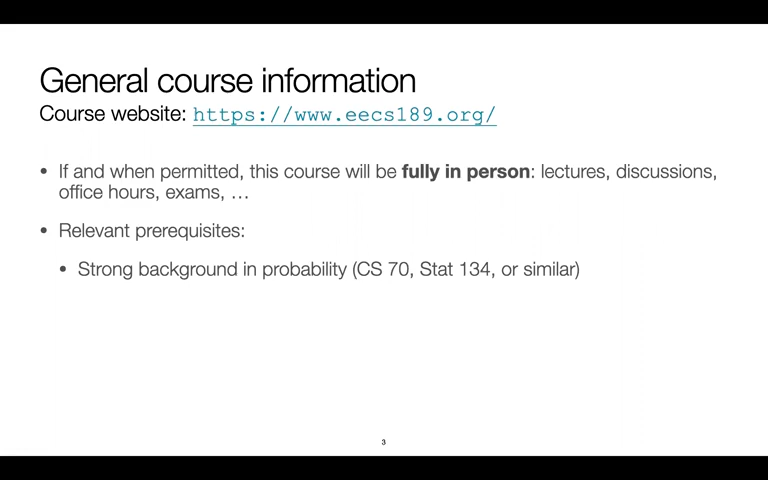 General course information
Course website: https://www.eecs189.org/
• If and when permitted, this course will be fully in person: lectures, discussions,
office hours, exams, …
• Relevant prerequisites:
• Strong background in probability (CS 70, Stat 134, or similar)
3